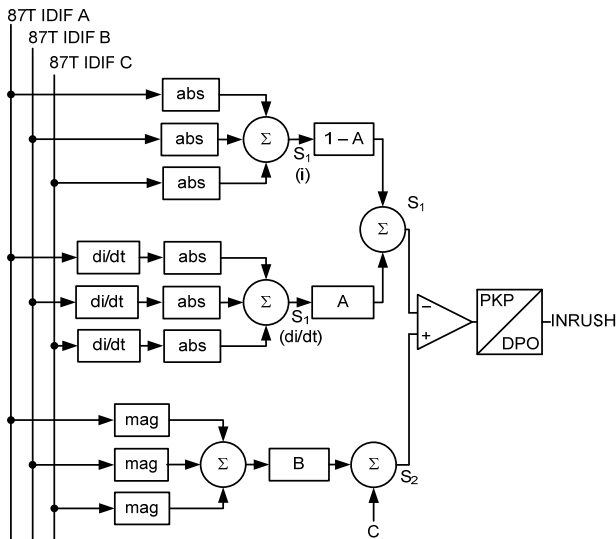 87T IDIF A
87T IDIF B
87T IDIF C
abs
abs
Σ
S1
(i)
1 – A
abs
S1
Σ
di/dt
abs
di/dt
abs
Σ
S1
(di/dt)
A
di/dt
abs
–
+
PKP
DPO
INRUSH
mag
mag
Σ
B
Σ
S2
mag
C